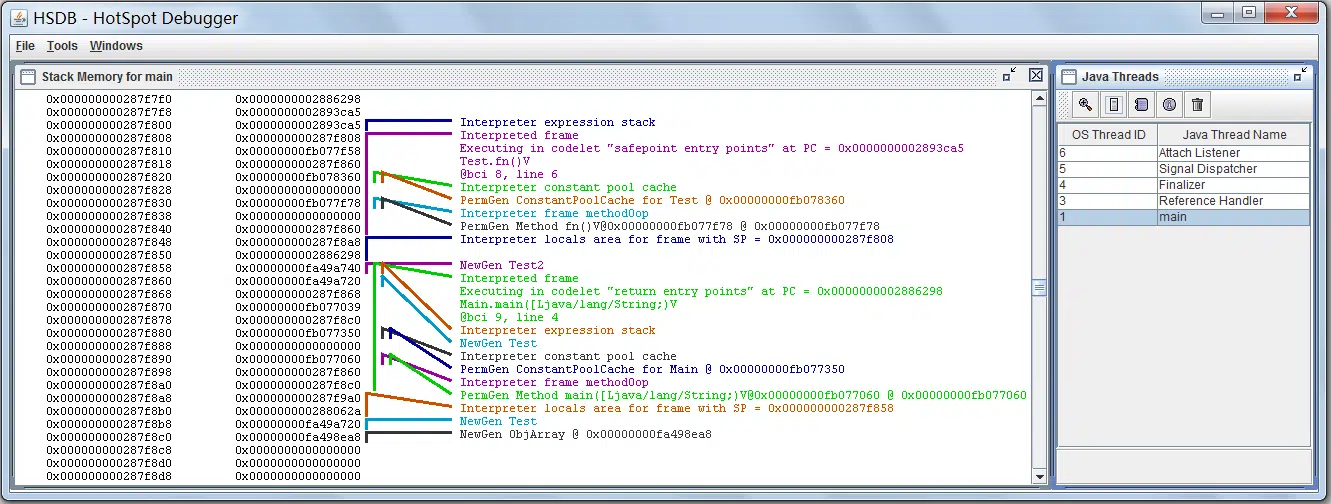 HSDB - HotSpot Debugger
File Tools Windows
Stack Memory for main
0x000000000287f7f0 0x0000000002886298
0x000000000287f7f8 0x0000000002893ca5
0x000000000287f800 0x0000000002893ca5
0x000000000287f808 0x000000000287f808
0x000000000287f810 0x00000000fb077f58
0x000000000287f818 0x000000000287f860
0x000000000287f820 0x00000000fb078360
0x000000000287f828 0x0000000000000000
0x000000000287f830 0x00000000fb077f78
0x000000000287f838 0x0000000000000000
0x000000000287f840 0x000000000287f860
0x000000000287f848 0x000000000287f8a8
0x000000000287f850 0x0000000002886298
0x000000000287f858 0x00000000fa49a740
0x000000000287f860 0x00000000fa49a720
0x000000000287f868 0x000000000287f868
0x000000000287f870 0x00000000fb077039
0x000000000287f878 0x000000000287f8c0
0x000000000287f880 0x00000000fb077350
0x000000000287f888 0x0000000000000000
0x000000000287f890 0x00000000fb077060
0x000000000287f898 0x000000000287f860
0x000000000287f8a0 0x000000000287f8c0
0x000000000287f8a8 0x000000000287f9a0
0x000000000287f8b0 0x000000000288062a
0x000000000287f8b8 0x00000000fa49a720
0x000000000287f8c0 0x00000000fa498ea8
0x000000000287f8c8 0x0000000000000000
0x000000000287f8d0 0x0000000000000000
0x000000000287f8d8 0x0000000000000000
Interpreter expression stack
Interpreted frame
Executing in codelet "safepoint entry points" at PC = 0x0000000002893ca5
Test.fn()V
@bci 8, line 6
Interpreter constant pool cache
PermGen ConstantPoolCache for Test @ 0x00000000fb078360
Interpreter frame methodOop
PermGen Method fn()V@0x00000000fb077f78 @ 0x00000000fb077f78
Interpreter locals area for frame with SP = 0x000000000287f808
NewGen Test2
Interpreted frame
Executing in codelet "return entry points" at PC = 0x0000000002886298
Main.main([Ljava/lang/String;)V
@bci 9, line 4
Interpreter expression stack
NewGen Test
Interpreter constant pool cache
PermGen ConstantPoolCache for Main @ 0x00000000fb077350
Interpreter frame methodOop
PermGen Method main([Ljava/lang/String;)V@0x00000000fb077060 @ 0x00000000fb077060
Interpreter locals area for frame with SP = 0x000000000287f858
NewGen Test
NewGen ObjArray @ 0x00000000fa498ea8
Java Threads
OS Thread ID Java Thread Name
6 Attach Listener
5 Signal Dispatcher
4 Finalizer
3 Reference Handler
1 main